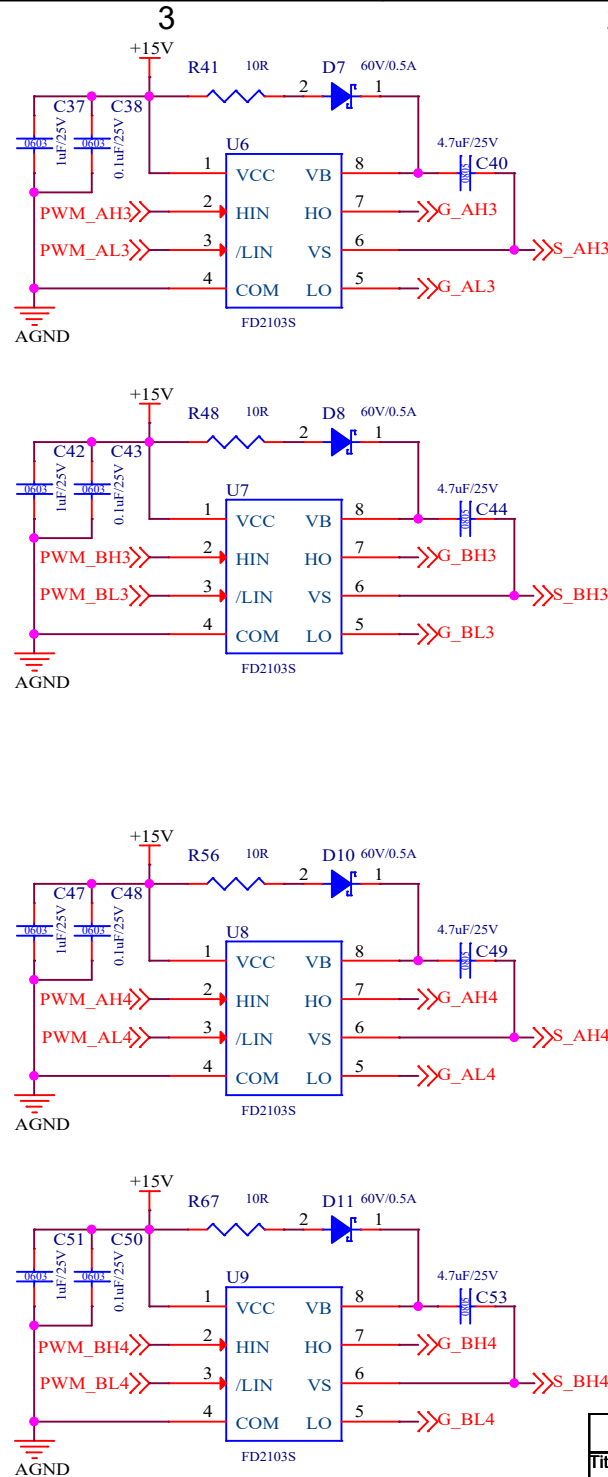 3
+15V
R41 10R D7 60V/0.5A
2 1
C37 C38
0603 1uF/25V 0603 0.1uF/25V
4.7uF/25V
0805 C40
U6
1 VCC VB 8
PWM_AH3 2 HIN HO 7 G_AH3
PWM_AL3 3 /LIN VS 6 S_AH3
4 COM LO 5 G_AL3
FD2103S
AGND
+15V
R48 10R D8 60V/0.5A
2 1
C42 C43
0603 1uF/25V 0603 0.1uF/25V
4.7uF/25V
0805 C44
U7
1 VCC VB 8
PWM_BH3 2 HIN HO 7 G_BH3
PWM_BL3 3 /LIN VS 6 S_BH3
4 COM LO 5 G_BL3
FD2103S
AGND
+15V
R56 10R D10 60V/0.5A
2 1
C47 C48
0603 1uF/25V 0603 0.1uF/25V
4.7uF/25V
0805 C49
U8
1 VCC VB 8
PWM_AH4 2 HIN HO 7 G_AH4
PWM_AL4 3 /LIN VS 6 S_AH4
4 COM LO 5 G_AL4
FD2103S
AGND
+15V
R67 10R D11 60V/0.5A
2 1
C51 C50
0603 1uF/25V 0603 0.1uF/25V
4.7uF/25V
0805 C53
U9
1 VCC VB 8
PWM_BH4 2 HIN HO 7 G_BH4
PWM_BL4 3 /LIN VS 6 S_BH4
4 COM LO 5 G_BL4
FD2103S
AGND